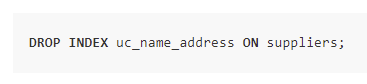 DROP INDEX uc_name_address ON suppliers;